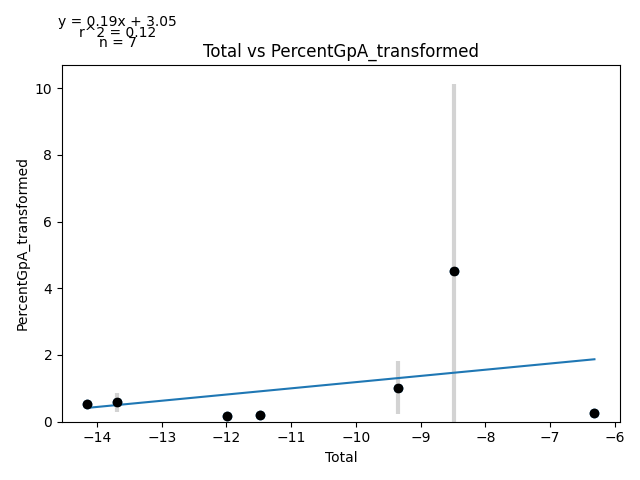 y = 0.19x + 3.05
r^2 = 0.12
n = 7
Total vs PercentGpA_transformed
PercentGpA_transformed
10
8
6
4
2
0
−14 −13 −12 −11 −10 −9 −8 −7 −6
Total